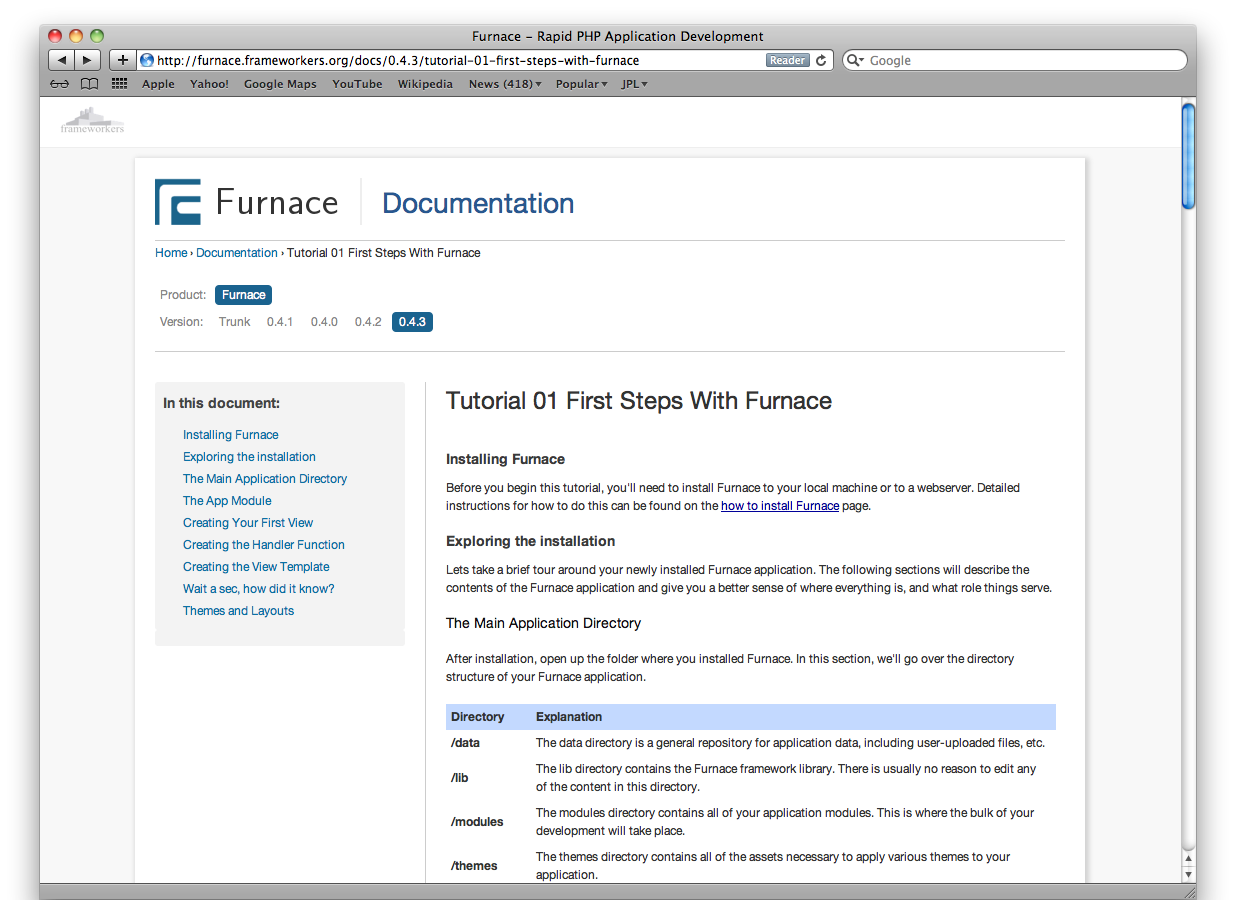 Furnace – Rapid PHP Application Development
http://furnace.frameworkers.org/docs/0.4.3/tutorial-01-first-steps-with-furnace
Reader
Google
Apple Yahoo! Google Maps YouTube Wikipedia News (418) Popular JPL
frameworkers
Furnace
Documentation
Home › Documentation › Tutorial 01 First Steps With Furnace
Product: Furnace
Version: Trunk 0.4.1 0.4.0 0.4.2 0.4.3
In this document:
Installing Furnace
Exploring the installation
The Main Application Directory
The App Module
Creating Your First View
Creating the Handler Function
Creating the View Template
Wait a sec, how did it know?
Themes and Layouts
Tutorial 01 First Steps With Furnace
Installing Furnace
Before you begin this tutorial, you'll need to install Furnace to your local machine or to a webserver. Detailed
instructions for how to do this can be found on the how to install Furnace page.
Exploring the installation
Lets take a brief tour around your newly installed Furnace application. The following sections will describe the
contents of the Furnace application and give you a better sense of where everything is, and what role things serve.
The Main Application Directory
After installation, open up the folder where you installed Furnace. In this section, we'll go over the directory
structure of your Furnace application.
Directory Explanation
/data The data directory is a general repository for application data, including user-uploaded files, etc.
/lib The lib directory contains the Furnace framework library. There is usually no reason to edit any
of the content in this directory.
/modules The modules directory contains all of your application modules. This is where the bulk of your
development will take place.
/themes The themes directory contains all of the assets necessary to apply various themes to your
application.